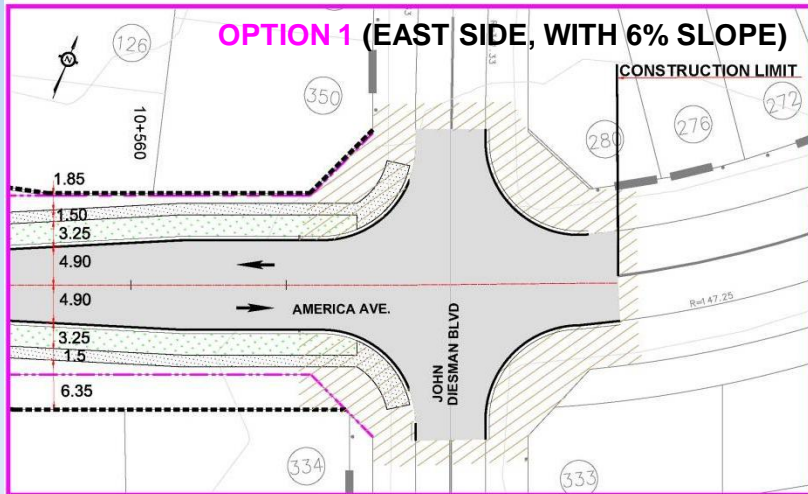 OPTION 1 (EAST SIDE, WITH 6% SLOPE)
CONSTRUCTION LIMIT
126
350
10+560
280
276
272
1.85
1.50
3.25
4.90
4.90
3.25
1.5
6.35
AMERICA AVE.
JOHN
DIESMAN BLVD
R=147.25
334
333